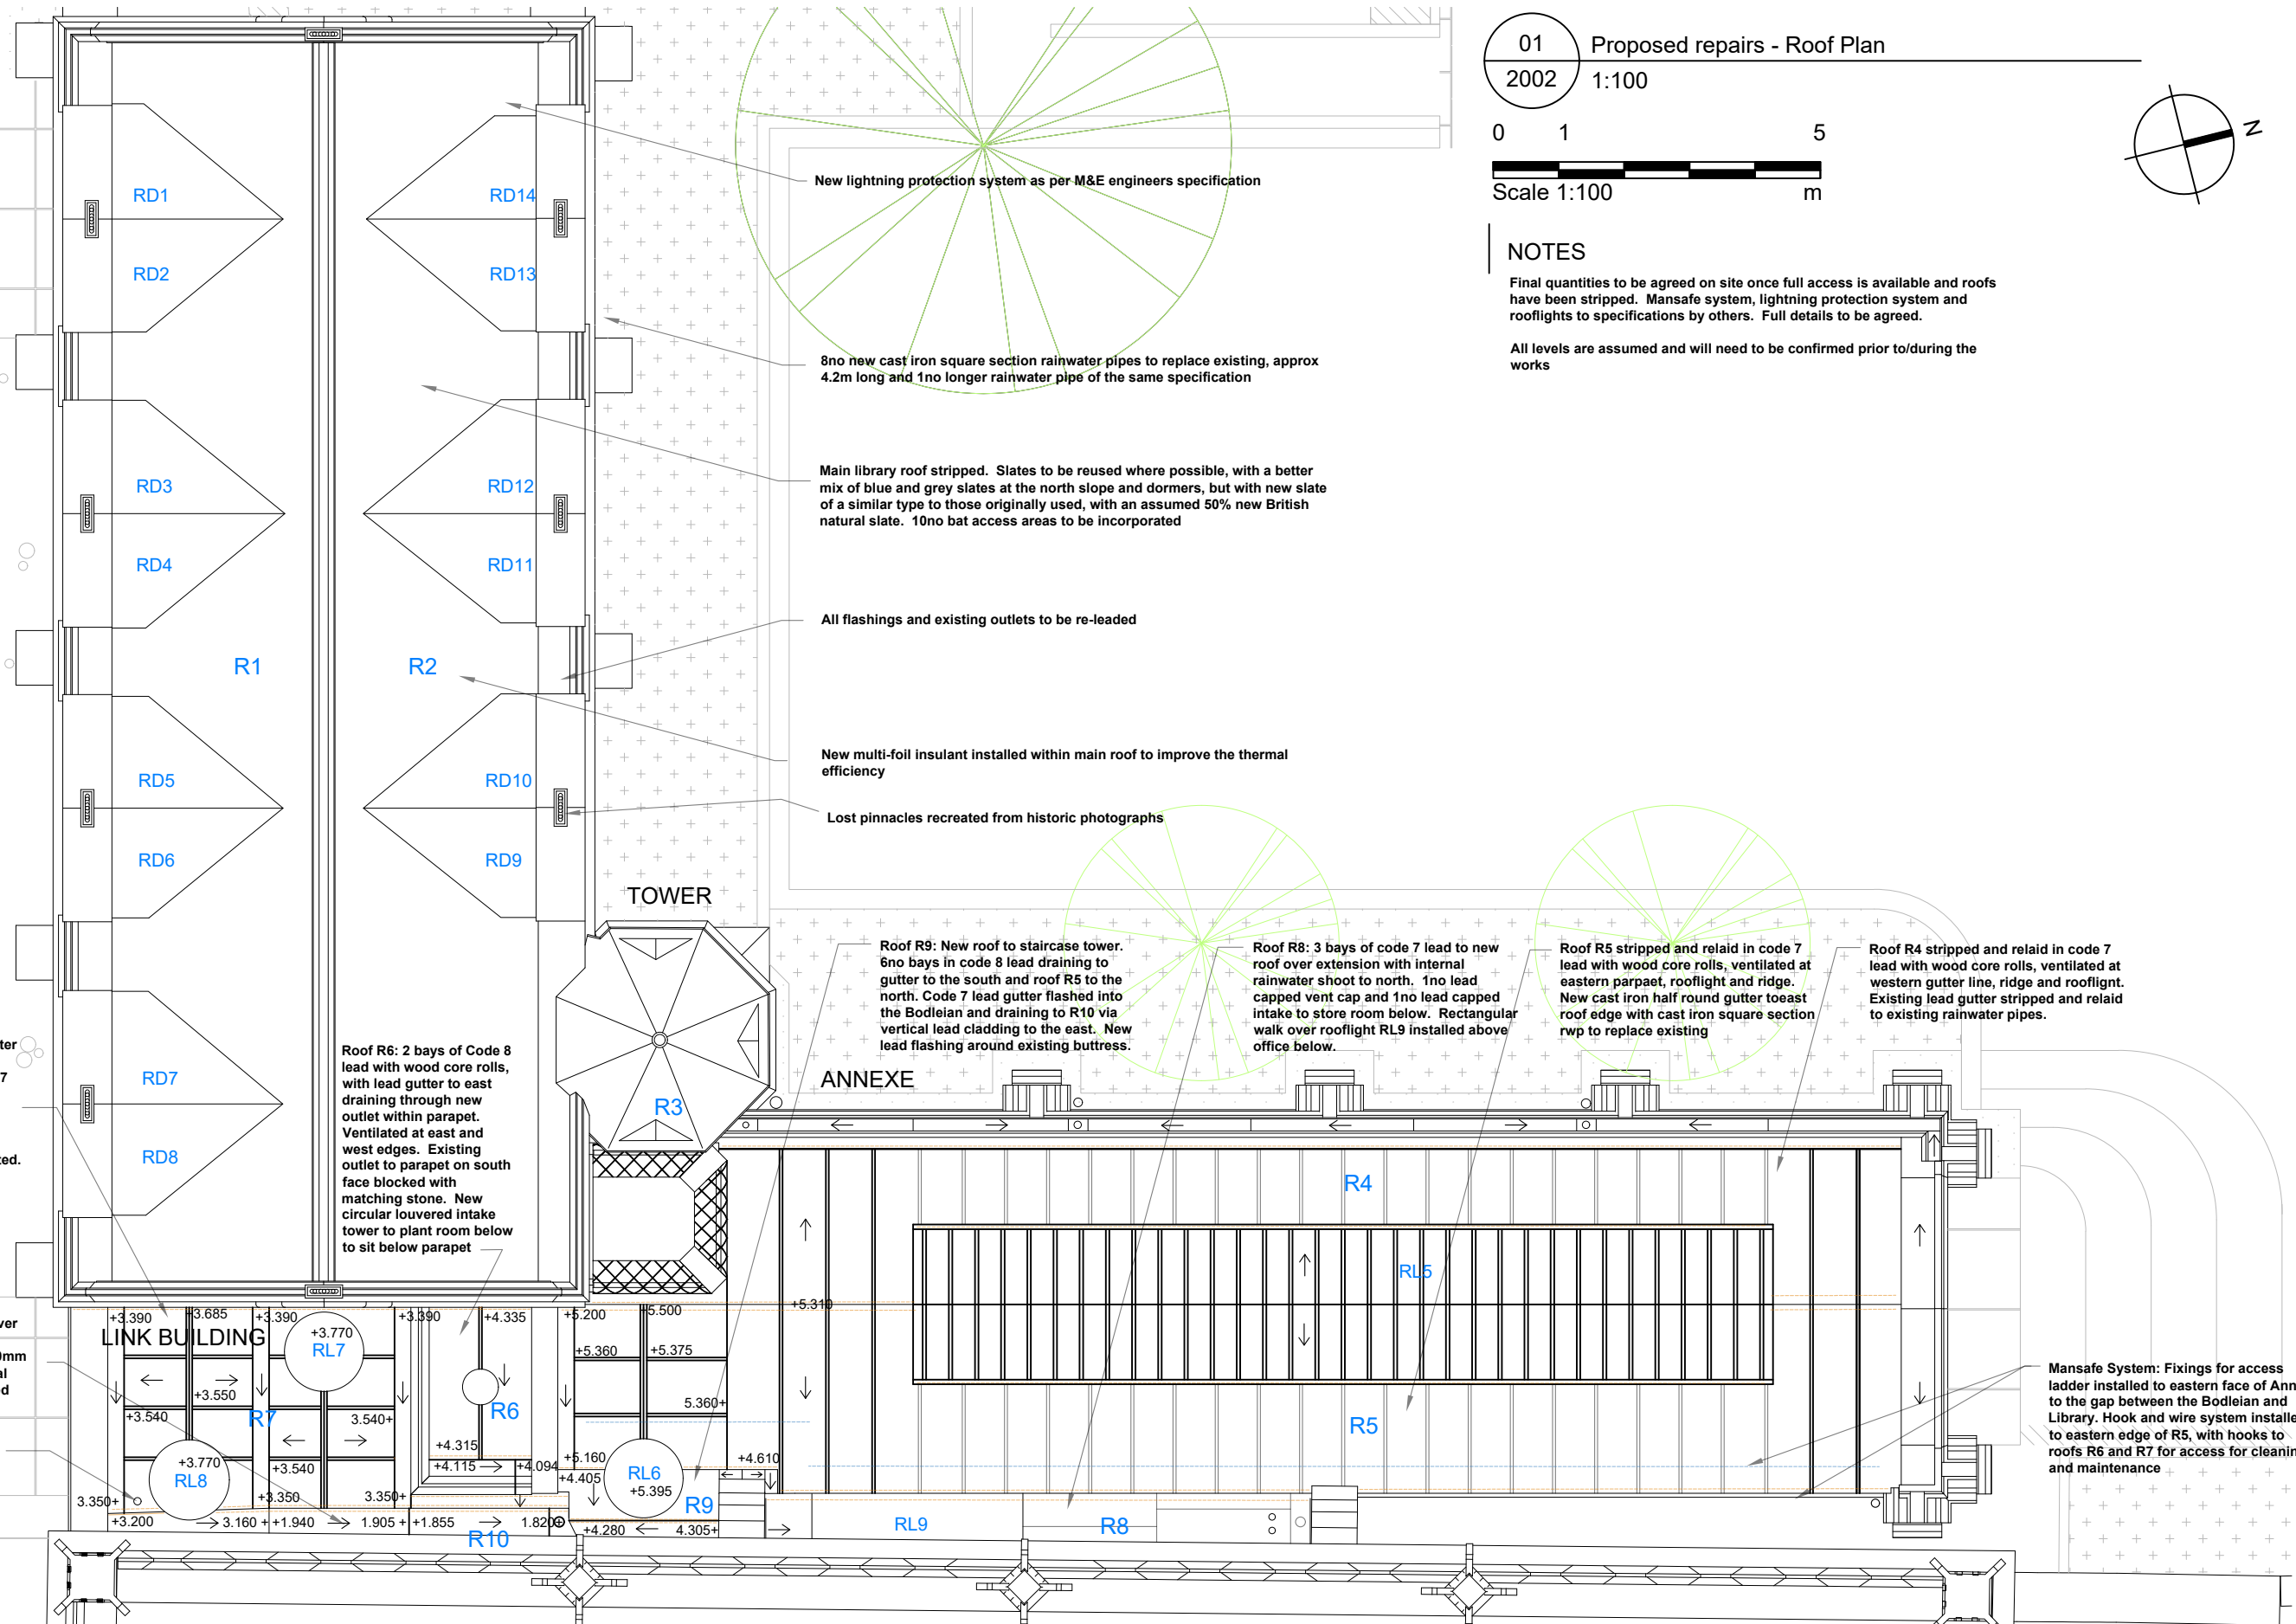 01
2002
Proposed repairs - Roof Plan
1:100
0 1 5
Scale 1:100 m
N
NOTES
Final quantities to be agreed on site once full access is available and roofs
have been stripped. Mansafe system, lightning protection system and
rooflights to specifications by others. Full details to be agreed.
All levels are assumed and will need to be confirmed prior to/during the
works
RD1
RD2
RD3
RD4
RD5
RD6
RD7
RD8
RD14
RD13
RD12
RD11
RD10
RD9
R1
R2
New lightning protection system as per M&E engineers specification
8no new cast iron square section rainwater pipes to replace existing, approx
4.2m long and 1no longer rainwater pipe of the same specification
Main library roof stripped. Slates to be reused where possible, with a better
mix of blue and grey slates at the north slope and dormers, but with new slate
of a similar type to those originally used, with an assumed 50% new British
natural slate. 10no bat access areas to be incorporated
All flashings and existing outlets to be re-leaded
New multi-foil insulant installed within main roof to improve the thermal
efficiency
Lost pinnacles recreated from historic photographs
TOWER
R3
ANNEXE
Roof R9: New roof to staircase tower.
6no bays in code 8 lead draining to
gutter to the south and roof R5 to the
north. Code 7 lead gutter flashed into
the Bodleian and draining to R10 via
vertical lead cladding to the east. New
lead flashing around existing buttress.
Roof R8: 3 bays of code 7 lead to new
roof over extension with internal
rainwater shoot to north. 1no lead
capped vent cap and 1no lead capped
intake to store room below. Rectangular
walk over rooflight RL9 installed above
office below.
Roof R5 stripped and relaid in code 7
lead with wood core rolls, ventilated at
eastern parpaet, rooflight and ridge.
New cast iron half round gutter toeast
roof edge with cast iron square section
rwp to replace existing
Roof R4 stripped and relaid in code 7
lead with wood core rolls, ventilated at
western gutter line, ridge and rooflignt.
Existing lead gutter stripped and relaid
to existing rainwater pipes.
Roof R6: 2 bays of Code 8
lead with wood core rolls,
with lead gutter to east
draining through new
outlet within parapet.
Ventilated at east and
west edges. Existing
outlet to parapet on south
face blocked with
matching stone. New
circular louvered intake
tower to plant room below
to sit below parapet
ter
7
ted.
ver
0mm
al
d
R4
RL5
R5
Mansafe System: Fixings for access
ladder installed to eastern face of Ann
to the gap between the Bodleian and
Library. Hook and wire system installe
to eastern edge of R5, with hooks to
roofs R6 and R7 for access for cleanin
and maintenance
LINK BUILDING
+3.390
+3.685
+3.390
+3.770
RL7
+3.390
+4.335
+5.200
+5.500
+5.310
+5.360
+5.375
+3.550
+3.540
R7
3.540+
R6
5.360+
+4.315
+5.160
+4.610
+3.770
RL8
+3.540
+4.115
+4.094
+4.405
RL6
+5.395
R9
3.350+
+3.350
3.350+
+3.200
3.160 +
+1.940
1.905 +
+1.855
1.820
+4.280
4.305+
R10
RL9
R8